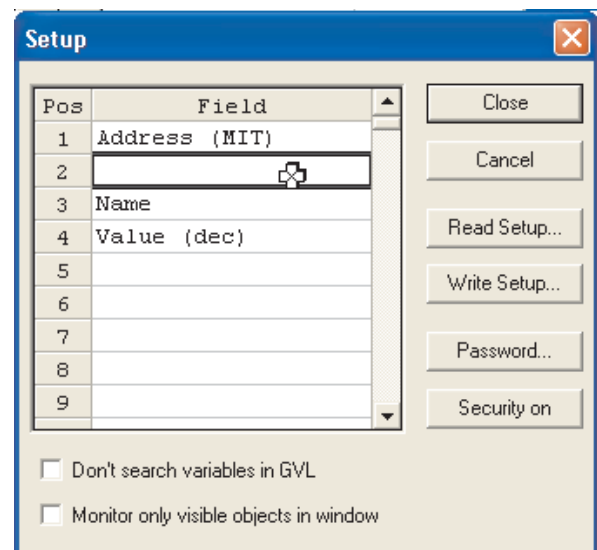 Setup
Pos Field
1 Address (MIT)
2
3 Name
4 Value (dec)
5
6
7
8
9
Close
Cancel
Read Setup...
Write Setup...
Password...
Security on
Don't search variables in GVL
Monitor only visible objects in window